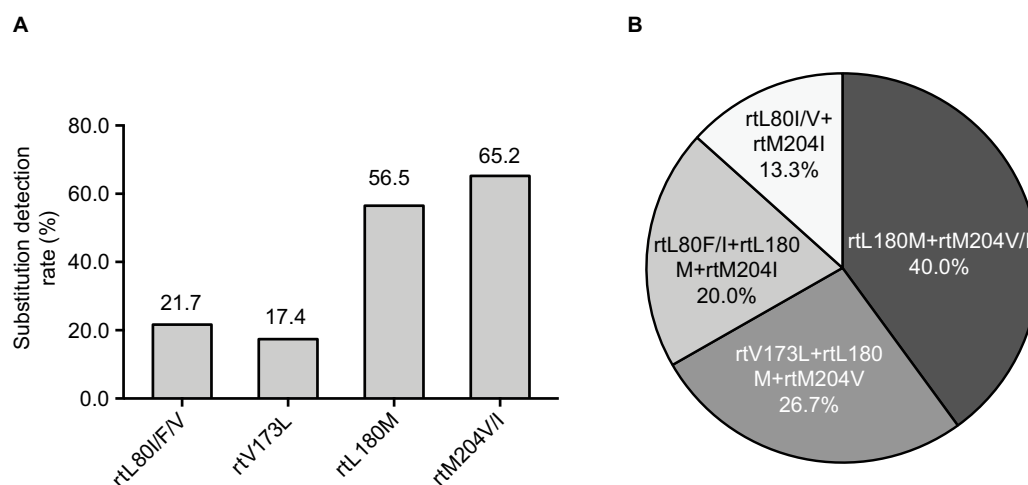 A
Substitution detection
rate (%)
80.0
60.0
40.0
20.0
0.0
21.7
17.4
56.5
65.2
rtL80I/F/V
rtV173L
rtL180M
rtM204V/I
B
rtL80I/V+
rtM204I
13.3%
rtL180M+rtM204V/I
40.0%
rtL80F/I+rtL180
M+rtM204I
20.0%
rtV173L+rtL180
M+rtM204V
26.7%